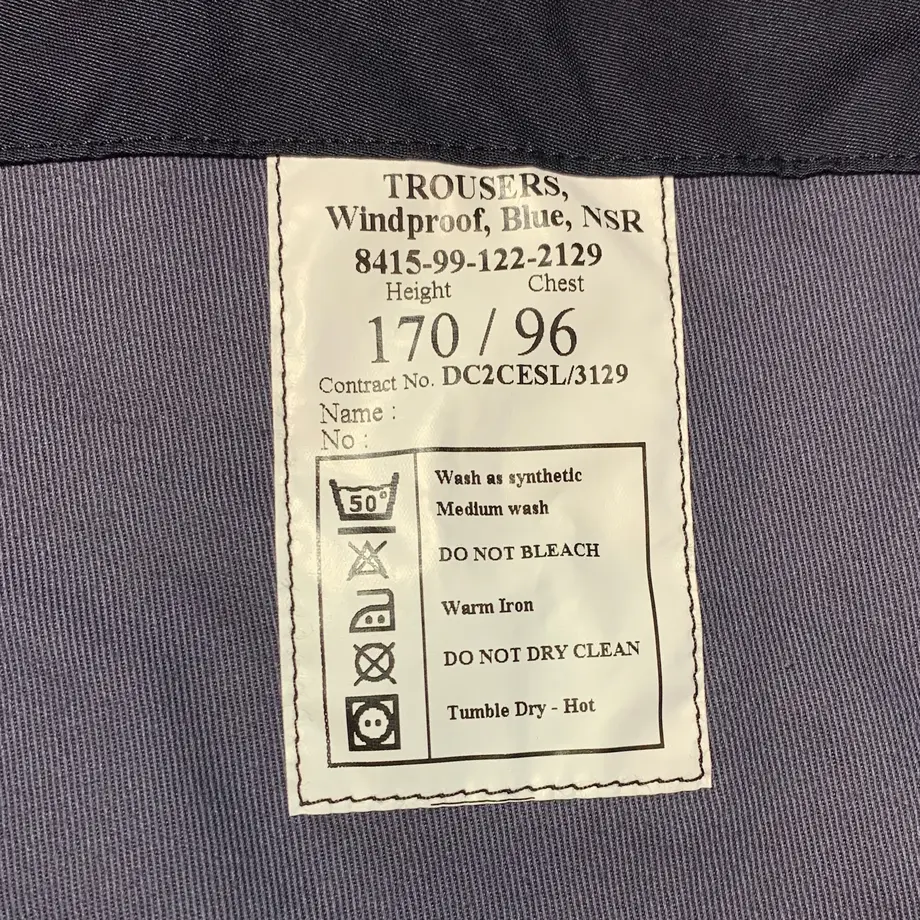 TROUSERS,
Windproof, Blue, NSR
8415-99-122-2129
Height Chest
170 / 96
Contract No. DC2CESL/3129
Name :
No :
50°
Wash as synthetic
Medium wash
DO NOT BLEACH
Warm Iron
DO NOT DRY CLEAN
Tumble Dry - Hot